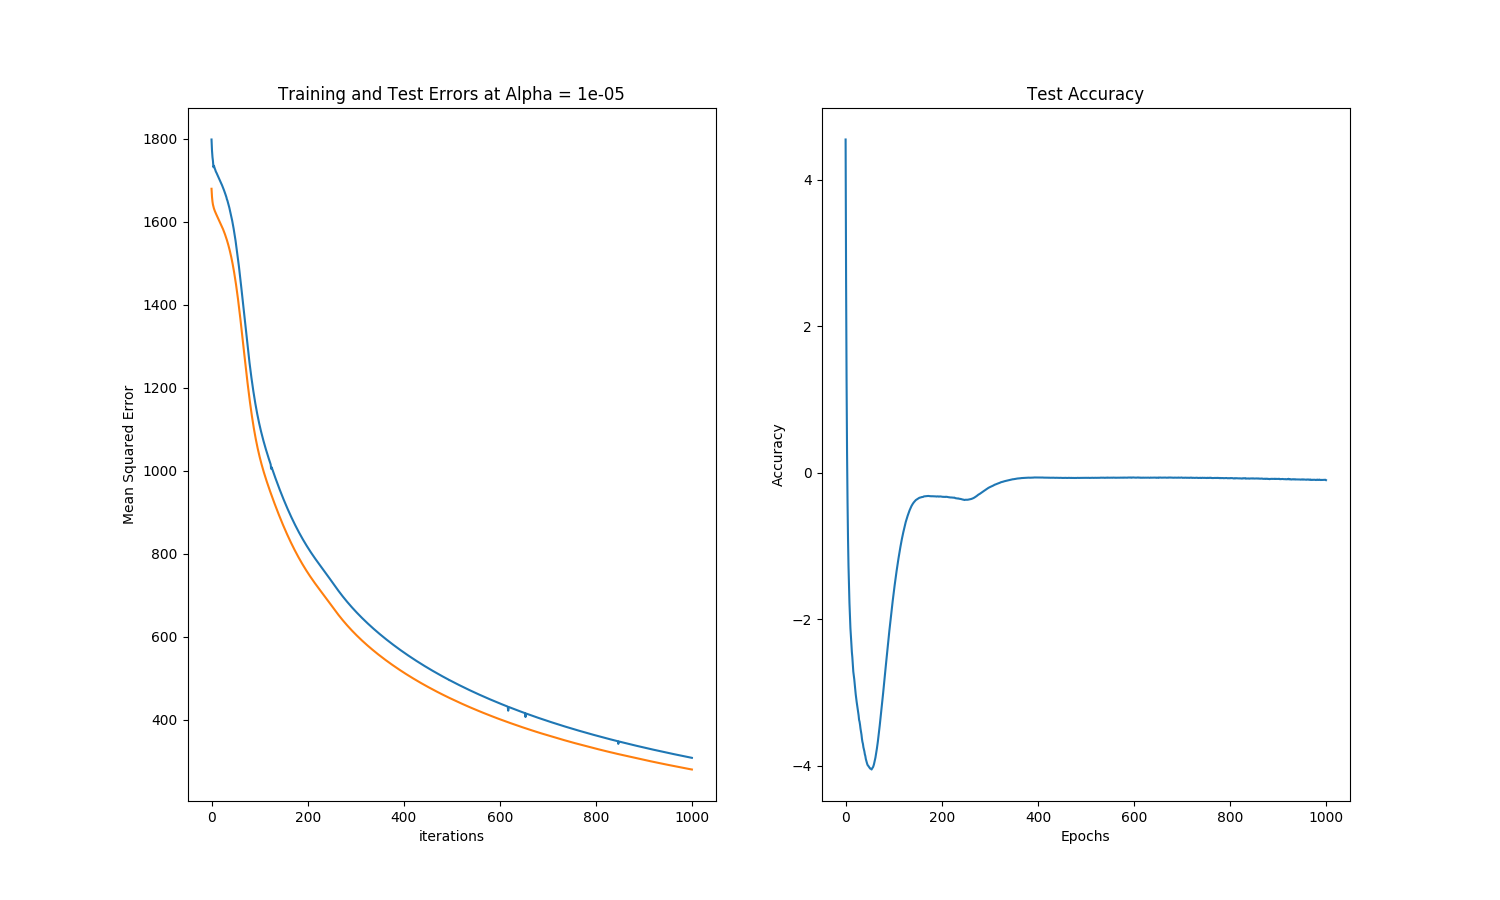 Training and Test Errors at Alpha = 1e-05
Mean Squared Error
1800
1600
1400
1200
1000
800
600
400
0 200 400 600 800 1000
iterations
Test Accuracy
Accuracy
4
2
0
−2
−4
0 200 400 600 800 1000
Epochs